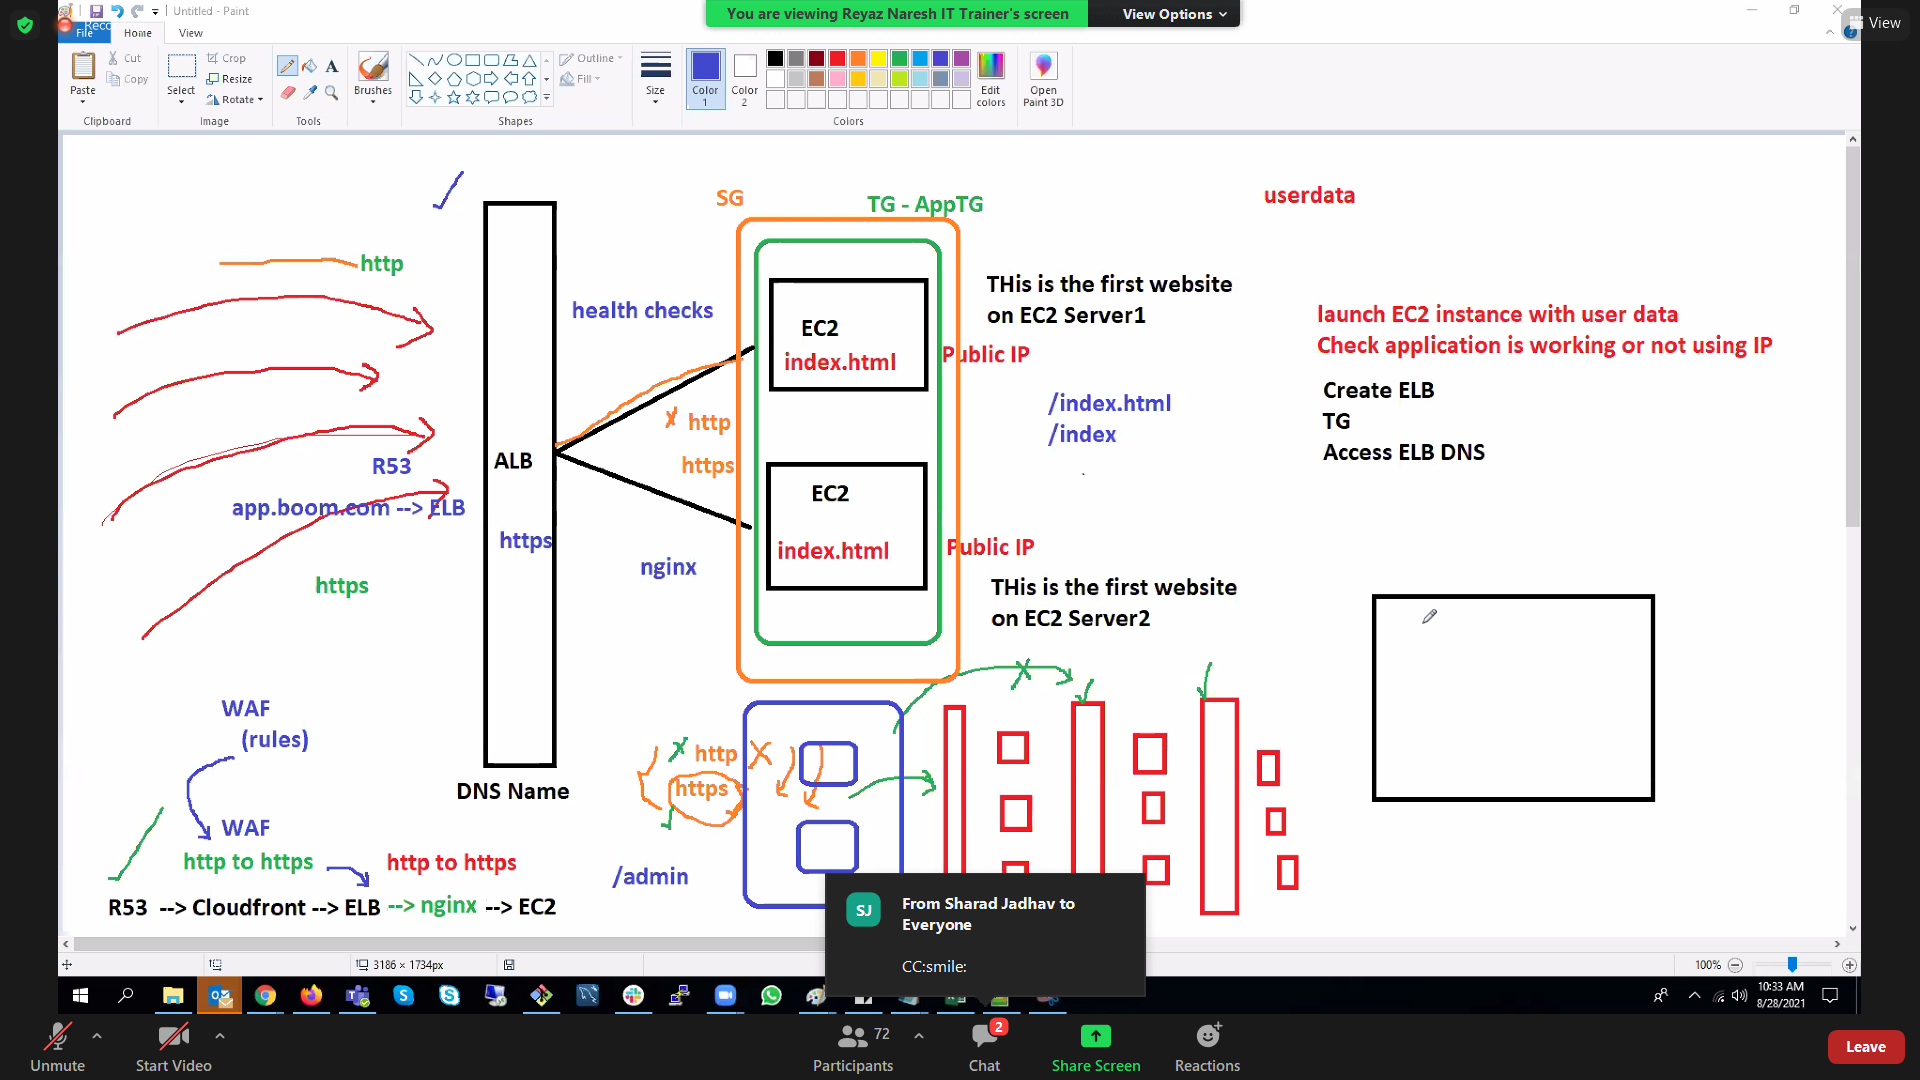 Untitled - Paint
You are viewing Reyaz Naresh IT Trainer's screen
View Options
View
Reco
File
Home
View
Paste
Cut
Copy
Clipboard
Select
Crop
Resize
Rotate
Image
Tools
Brushes
Shapes
Outline
Fill
Size
Color 1
Color 2
Colors
Edit colors
Open Paint 3D
SG
TG - AppTG
userdata
http
health checks
EC2
index.html
THis is the first website
on EC2 Server1
Public IP
launch EC2 instance with user data
Check application is working or not using IP
Create ELB
TG
Access ELB DNS
/index.html
/index
X http
https
ALB
R53
app.boom.com --> ELB
https
https
nginx
EC2
index.html
Public IP
THis is the first website
on EC2 Server2
WAF
(rules)
X http X
https
DNS Name
WAF
http to https
http to https
/admin
R53 --> Cloudfront --> ELB --> nginx --> EC2
SJ
From Sharad Jadhav to
Everyone
CC:smile:
3186 × 1734px
100%
10:33 AM
8/28/2021
Unmute
Start Video
72
Participants
2
Chat
Share Screen
Reactions
Leave